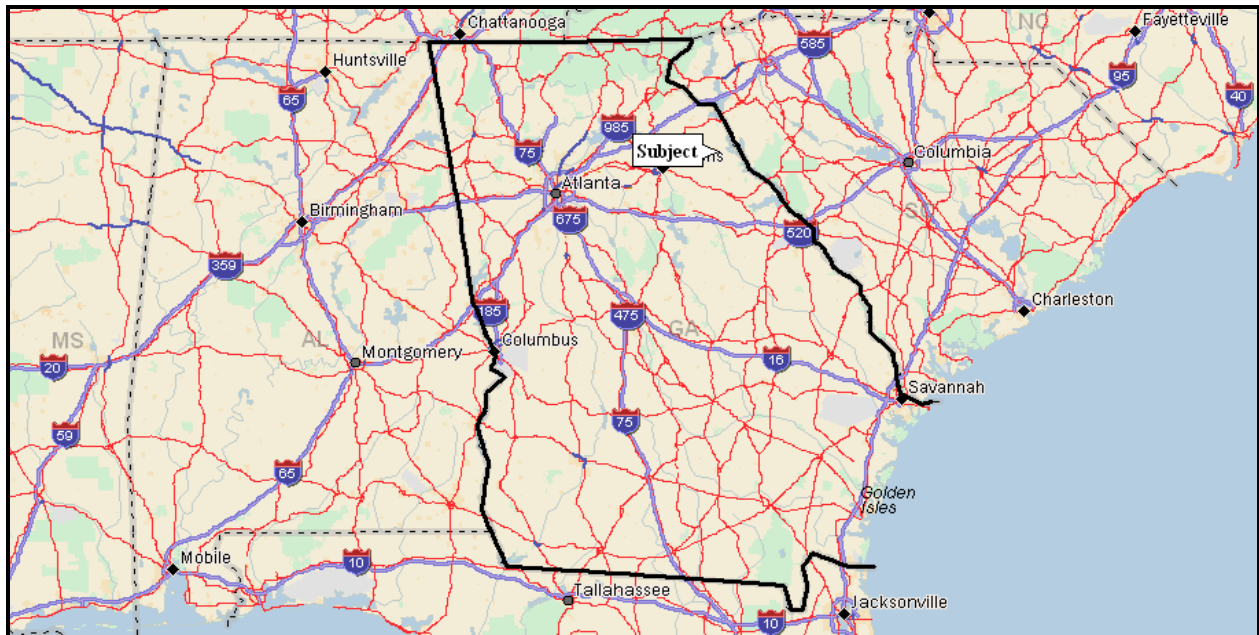 Chattanooga
NC
Fayetteville
585
Huntsville
95
65
40
985
75
Subject
ns
Columbia
Atlanta
Birmingham
SC
675
520
359
Charleston
185
475
MS
AL
GA
Columbus
Montgomery
16
20
Savannah
75
59
65
Golden
Isles
Mobile
10
Tallahassee
Jacksonville
10